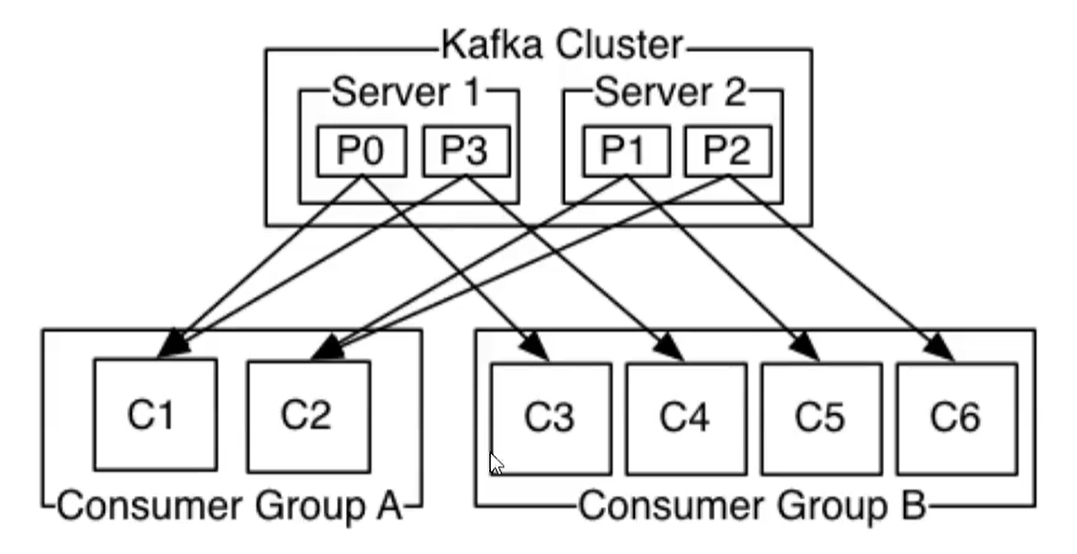 Kafka Cluster
Server 1
Server 2
P0
P3
P1
P2
C1
C2
C3
C4
C5
C6
Consumer Group A
Consumer Group B